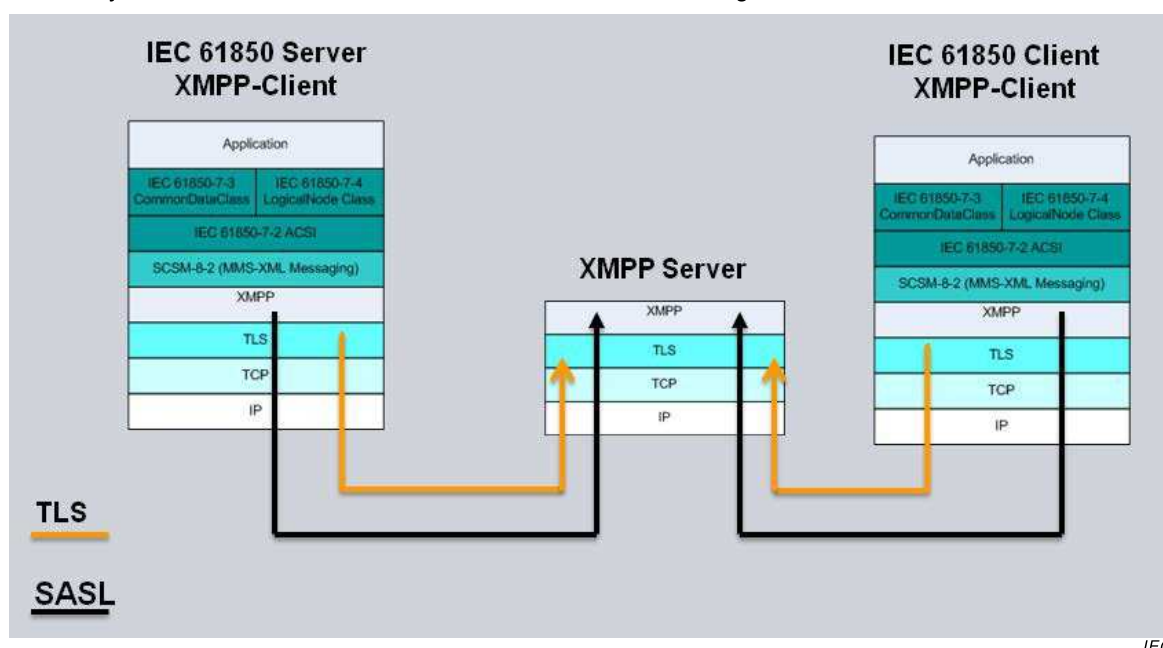 IEC 61850 Server
XMPP-Client
Application
IEC 61850-7-3
CommonDataClass
IEC 61850-7-4
LogicalNode Class
IEC 61850-7-2 ACSI
SCSM-8-2 (MMS-XML Messaging)
XMPP
TLS
TCP
IP
XMPP Server
XMPP
TLS
TCP
IP
IEC 61850 Client
XMPP-Client
Application
IEC 61850-7-3
CommonDataClass
IEC 61850-7-4
LogicalNode Class
IEC 61850-7-2 ACSI
SCSM-8-2 (MMS-XML Messaging)
XMPP
TLS
TCP
IP
TLS
SASL